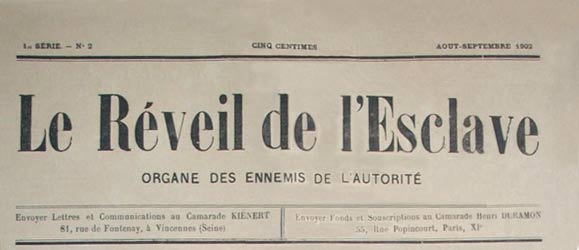 1re SÉRIE. — N° 2 CINQ CENTIMES AOUT-SEPTEMBRE 1902
Le Réveil de l'Esclave
ORGANE DES ENNEMIS DE L'AUTORITÉ
Envoyer Lettres et Communications au Camarade KIÉNERT
81, rue de Fontenay, à Vincennes (Seine)
Envoyer Fonds et Souscriptions au Camarade Henri DURAMON
55, Rue Popincourt, Paris, XIe